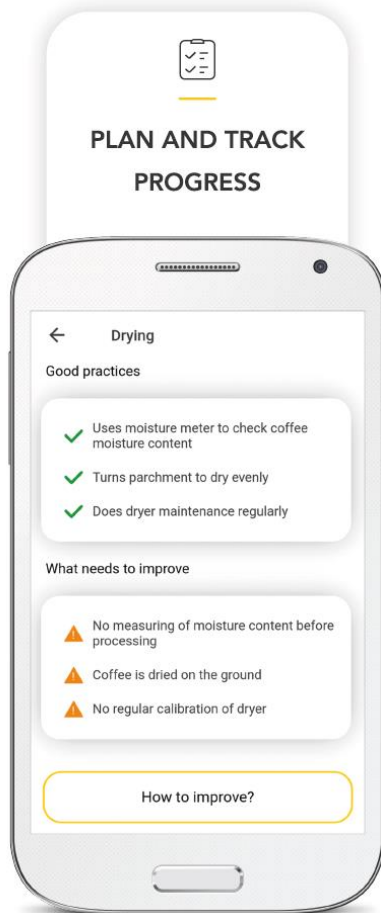 PLAN AND TRACK
PROGRESS
Drying
Good practices
Uses moisture meter to check coffee
moisture content
Turns parchment to dry evenly
Does dryer maintenance regularly
What needs to improve
No measuring of moisture content before
processing
Coffee is dried on the ground
No regular calibration of dryer
How to improve?